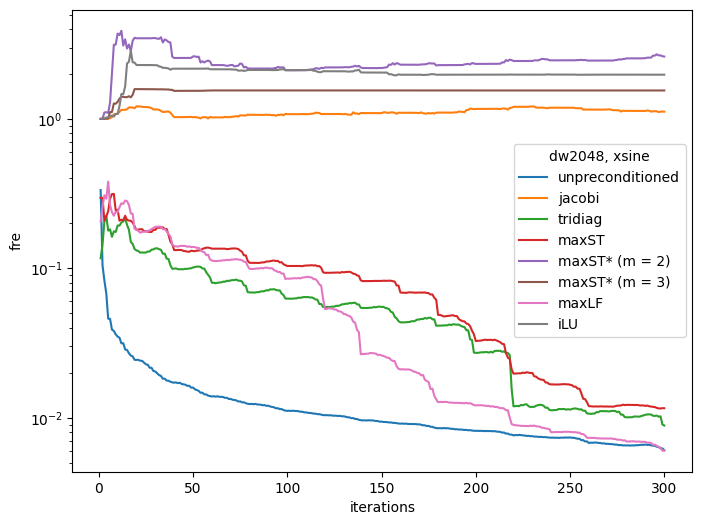 10^0
10^{-1}
10^{-2}
fre
0
50
100
150
200
250
300
iterations
dw2048, xsine
unpreconditioned
jacobi
tridiag
maxST
maxST* (m = 2)
maxST* (m = 3)
maxLF
iLU